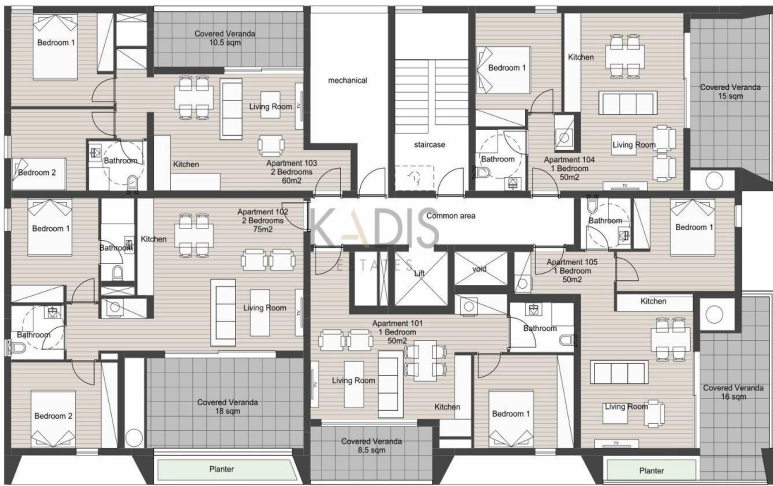 Bedroom 1
Covered Veranda
10.5 sqm
mechanical
Living Room
Kitchen
Bathroom
Bedroom 2
Apartment 103
2 Bedrooms
60m2
staircase
Bedroom 1
Kitchen
Covered Veranda
15 sqm
Living Room
Bathroom
Apartment 104
1 Bedroom
50m2
TV
Bedroom 1
Bathroom
Kitchen
Apartment 102
2 Bedrooms
75m2
Living Room
Bathroom
Bedroom 2
Covered Veranda
18 sqm
Planter
KADIS
ESTATES
Common area
Lift
void
Apartment 101
1 Bedroom
50m2
Bathroom
Living Room
TV
Kitchen
Bedroom 1
Covered Veranda
8.5 sqm
Bathroom
Bedroom 1
Apartment 105
1 Bedroom
50m2
Kitchen
Living Room
TV
Covered Veranda
16 sqm
Planter